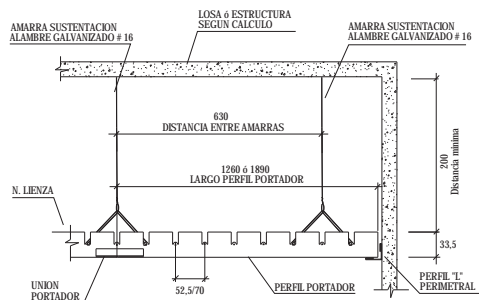 LOSA ó ESTRUCTURA
SEGUN CALCULO
AMARRA SUSTENTACION
ALAMBRE GALVANIZADO # 16
AMARRA SUSTENTACION
ALAMBRE GALVANIZADO # 16
630
DISTANCIA ENTRE AMARRAS
1260 ó 1890
LARGO PERFIL PORTADOR
200
Distancia mínima
N. LIENZA
33,5
UNION
PORTADOR
52,5/70
PERFIL PORTADOR
PERFIL "L"
PERIMETRAL